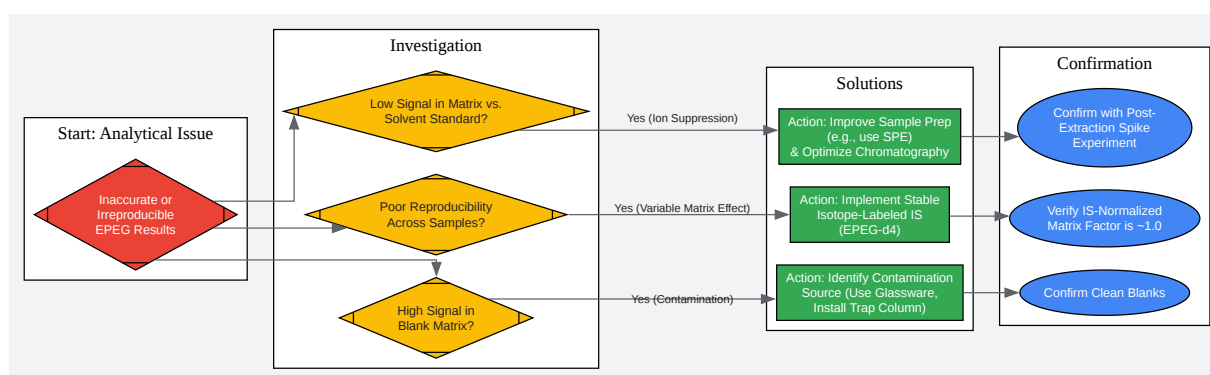 Start: Analytical Issue
Inaccurate or
Irreproducible
EPEG Results
Investigation
Low Signal in Matrix vs.
Solvent Standard?
Poor Reproducibility
Across Samples?
High Signal in
Blank Matrix?
Yes (Ion Suppression)
Yes (Variable Matrix Effect)
Yes (Contamination)
Solutions
Action: Improve Sample Prep
(e.g., use SPE)
& Optimize Chromatography
Action: Implement Stable
Isotope-Labeled IS
(EPEG-d4)
Action: Identify Contamination
Source (Use Glassware,
Install Trap Column)
Confirmation
Confirm with Post-
Extraction Spike
Experiment
Verify IS-Normalized
Matrix Factor is ~1.0
Confirm Clean Blanks